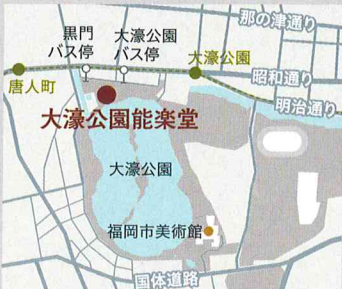 那の津通り
黒門
バス停
大濠公園
バス停
大濠公園
昭和通り
唐人町
明治通り
大濠公園能楽堂
大濠公園
福岡市美術館
国体道路